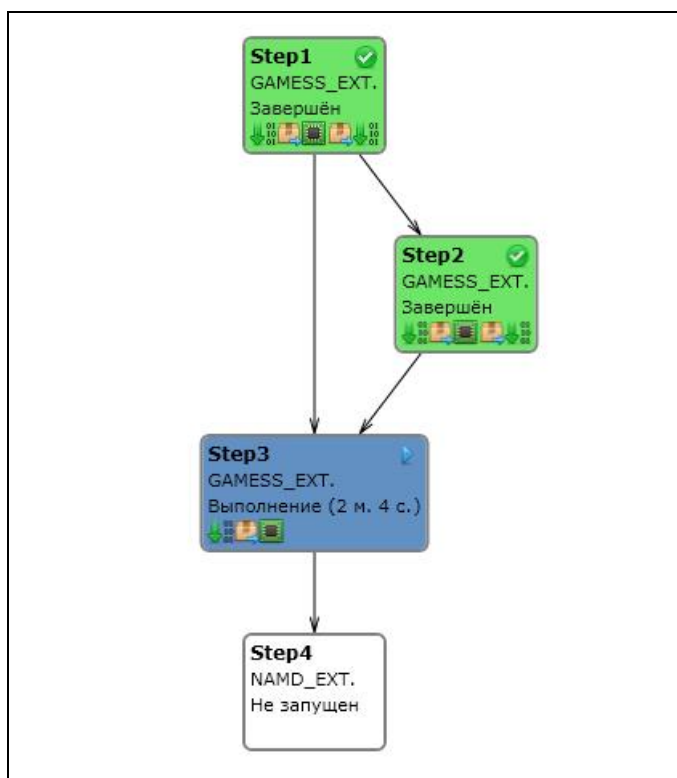 Step1
GAMESS_EXT.
Завершён
Step2
GAMESS_EXT.
Завершён
Step3
GAMESS_EXT.
Выполнение (2 м. 4 с.)
Step4
NAMD_EXT.
Не запущен